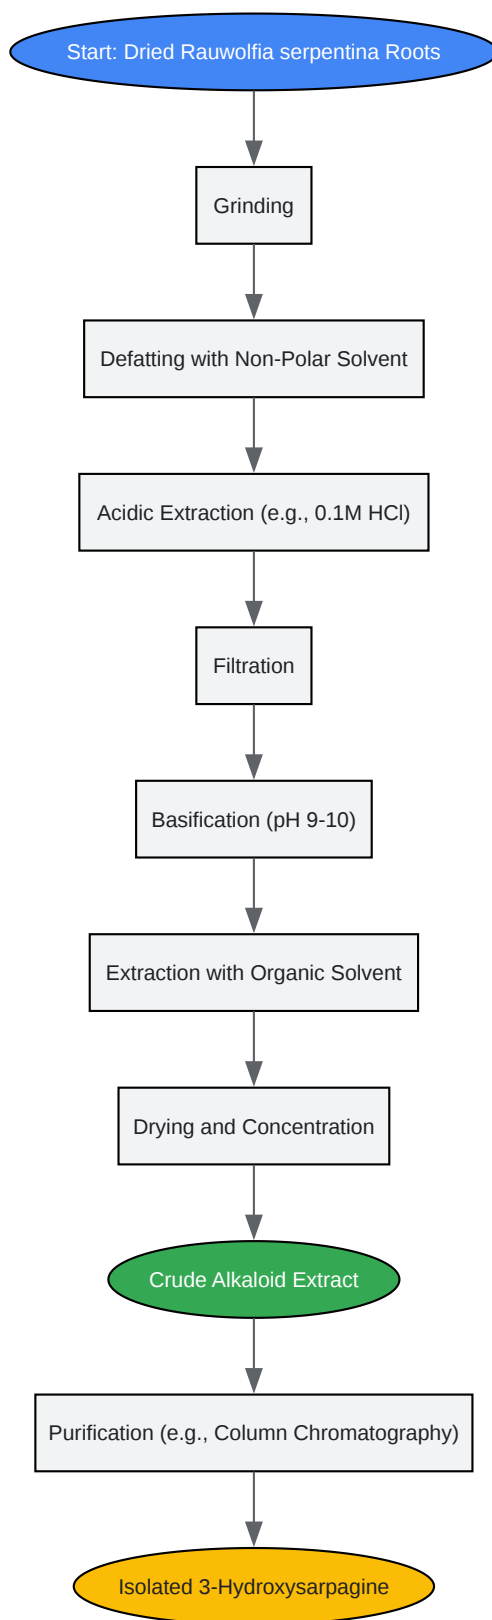 Start: Dried Rauwolfia serpentina Roots
Grinding
Defatting with Non-Polar Solvent
Acidic Extraction (e.g., 0.1M HCl)
Filtration
Basification (pH 9-10)
Extraction with Organic Solvent
Drying and Concentration
Crude Alkaloid Extract
Purification (e.g., Column Chromatography)
Isolated 3-Hydroxysarpagine